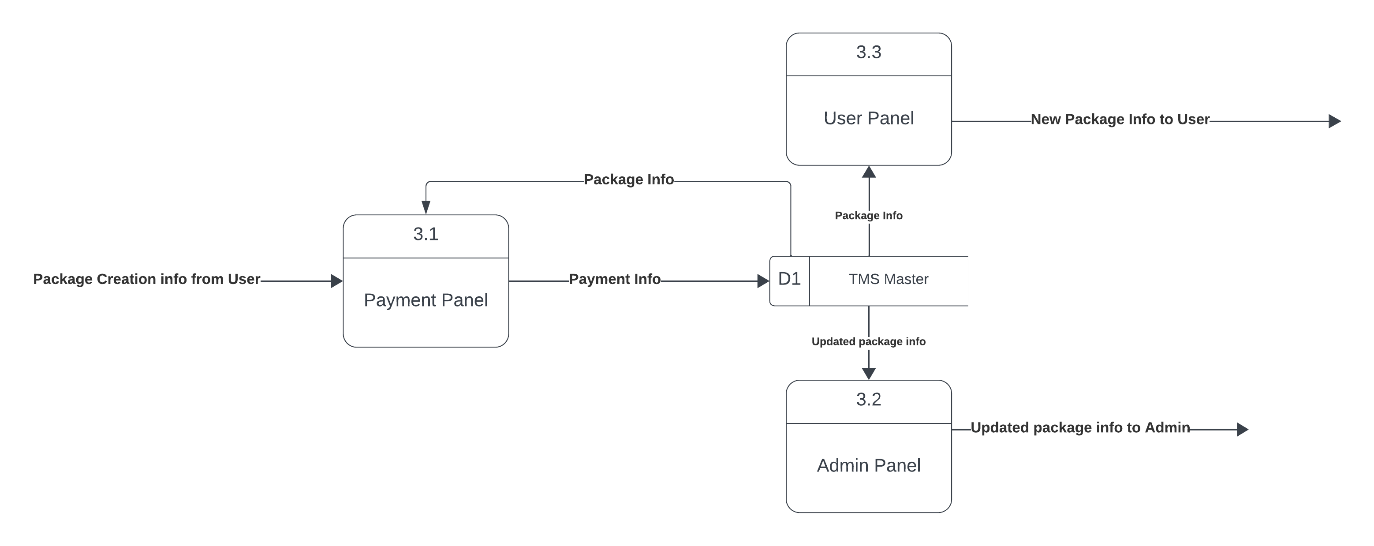 3.3
User Panel
New Package Info to User
Package Info
Package Info
3.1
Payment Panel
Package Creation info from User
Payment Info
D1
TMS Master
Updated package info
3.2
Admin Panel
Updated package info to Admin